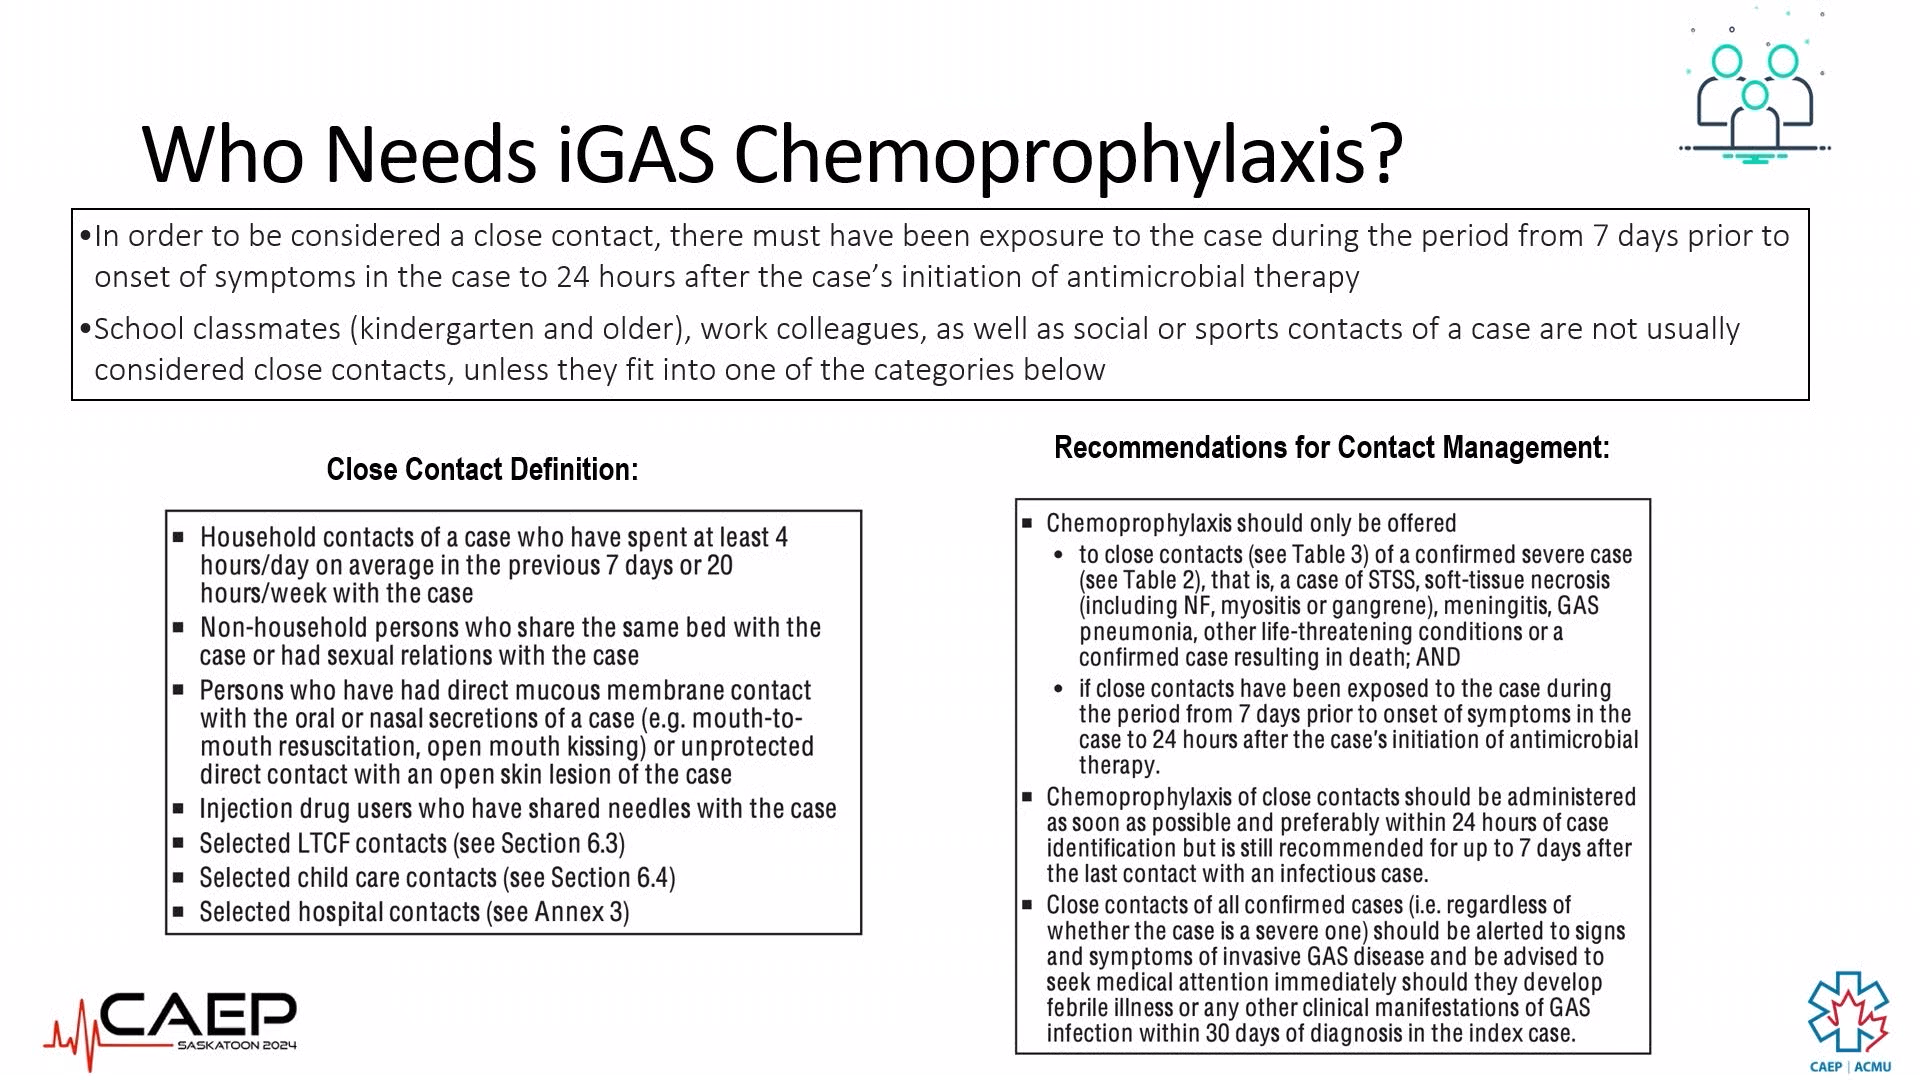 Who Needs iGAS Chemoprophylaxis?
•In order to be considered a close contact, there must have been exposure to the case during the period from 7 days prior to
onset of symptoms in the case to 24 hours after the case’s initiation of antimicrobial therapy
•School classmates (kindergarten and older), work colleagues, as well as social or sports contacts of a case are not usually
considered close contacts, unless they fit into one of the categories below
Close Contact Definition:
▪ Household contacts of a case who have spent at least 4
hours/day on average in the previous 7 days or 20
hours/week with the case
▪ Non-household persons who share the same bed with the
case or had sexual relations with the case
▪ Persons who have had direct mucous membrane contact
with the oral or nasal secretions of a case (e.g. mouth-to-
mouth resuscitation, open mouth kissing) or unprotected
direct contact with an open skin lesion of the case
▪ Injection drug users who have shared needles with the case
▪ Selected LTCF contacts (see Section 6.3)
▪ Selected child care contacts (see Section 6.4)
▪ Selected hospital contacts (see Annex 3)
Recommendations for Contact Management:
▪ Chemoprophylaxis should only be offered
• to close contacts (see Table 3) of a confirmed severe case
(see Table 2), that is, a case of STSS, soft-tissue necrosis
(including NF, myositis or gangrene), meningitis, GAS
pneumonia, other life-threatening conditions or a
confirmed case resulting in death; AND
• if close contacts have been exposed to the case during
the period from 7 days prior to onset of symptoms in the
case to 24 hours after the case’s initiation of antimicrobial
therapy.
▪ Chemoprophylaxis of close contacts should be administered
as soon as possible and preferably within 24 hours of case
identification but is still recommended for up to 7 days after
the last contact with an infectious case.
▪ Close contacts of all confirmed cases (i.e. regardless of
whether the case is a severe one) should be alerted to signs
and symptoms of invasive GAS disease and be advised to
seek medical attention immediately should they develop
febrile illness or any other clinical manifestations of GAS
infection within 30 days of diagnosis in the index case.
CAEP
SASKATOON 2024
CAEP | ACMU